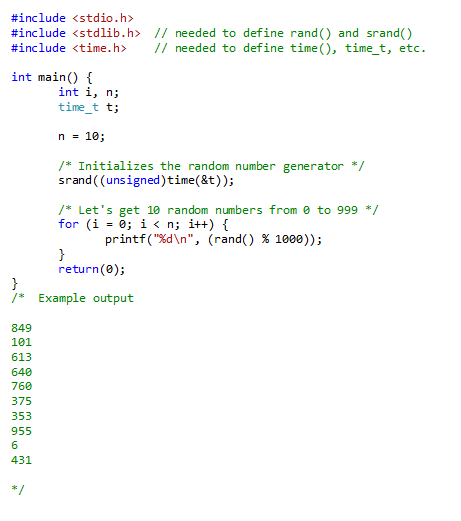 #include <stdio.h>
#include <stdlib.h>  // needed to define rand() and srand()
#include <time.h>    // needed to define time(), time_t, etc.

int main() {
       int i, n;
       time_t t;

       n = 10;

       /* Initializes the random number generator */
       srand((unsigned)time(&t));

       /* Let's get 10 random numbers from 0 to 999 */
       for (i = 0; i < n; i++) {
              printf("%d\n", (rand() % 1000));
       }
       return(0);
}
/*  Example output

849
101
613
640
760
375
353
955
6
431

*/